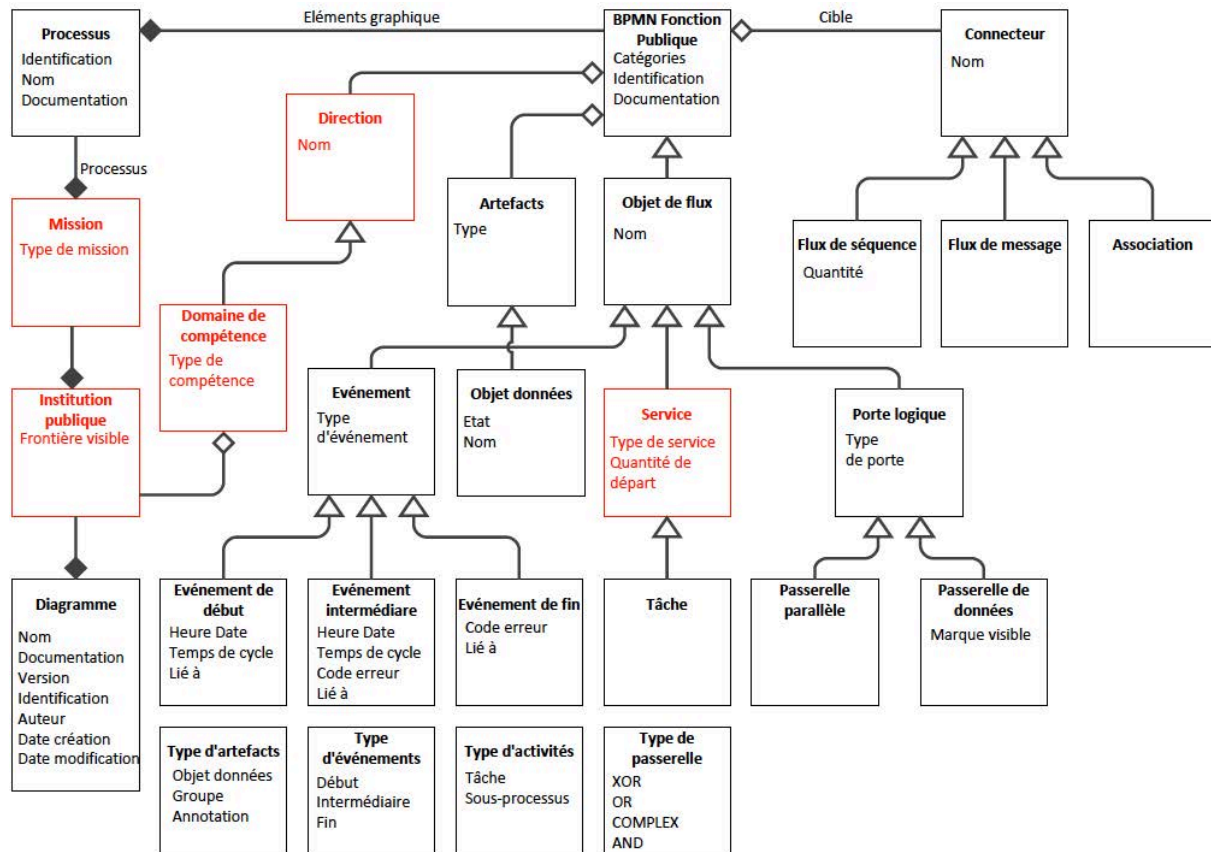 Eléments graphique
Cible
Processus
Identification
Nom
Documentation
BPMN Fonction
Publique
Catégories
Identification
Documentation
Connecteur
Nom
Direction
Nom
Processus
Mission
Type de mission
Artefacts
Type
Objet de flux
Nom
Flux de séquence
Quantité
Flux de message
Association
Domaine de
compétence
Type de
compétence
Institution
publique
Frontière visible
Evénement
Type
d'événement
Objet données
Etat
Nom
Service
Type de service
Quantité de
départ
Porte logique
Type
de porte
Diagramme
Nom
Documentation
Version
Identification
Auteur
Date création
Date modification
Evénement de
début
Heure Date
Temps de cycle
Lié à
Evénement
intermédiare
Heure Date
Temps de cycle
Code erreur
Lié à
Evénement de fin
Code erreur
Lié à
Tâche
Passerelle
parallèle
Passerelle de
données
Marque visible
Type d'artefacts
Objet données
Groupe
Annotation
Type
d'événements
Début
Intermédiaire
Fin
Type d'activités
Tâche
Sous-processus
Type de
passerelle
XOR
OR
COMPLEX
AND